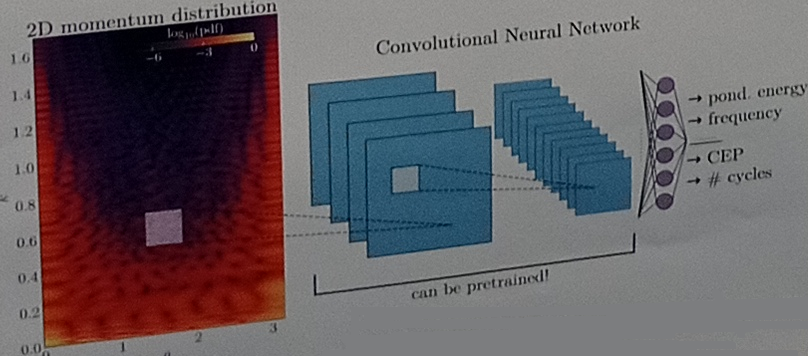 2D momentum distribution
log₁₀(pdf)
−6 −3 0
1.6
1.4
1.2
1.0
0.8
0.6
0.4
0.2
0.0
1 2 3
Convolutional Neural Network
→ pond. energy
→ frequency
→ CEP
→ # cycles
can be pretrained!